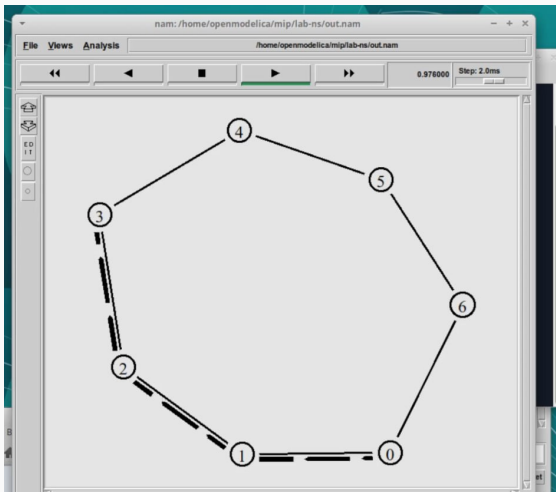 nam: /home/openmodelica/mip/lab-ns/out.nam
File Views Analysis /home/openmodelica/mip/lab-ns/out.nam
0.976000 Step: 2.0ms
ED
IT
4
5
3
6
2
1 0